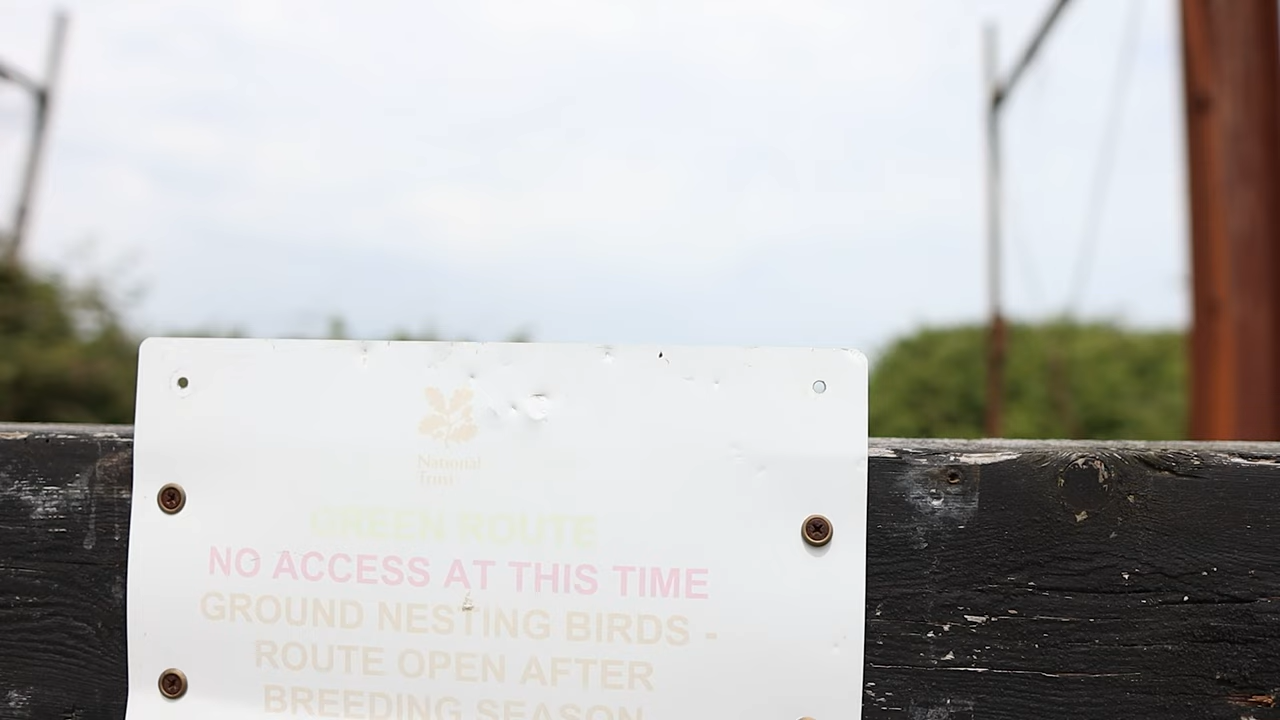 National
Trust
GREEN ROUTE
NO ACCESS AT THIS TIME
GROUND NESTING BIRDS -
ROUTE OPEN AFTER
BREEDING SEASON